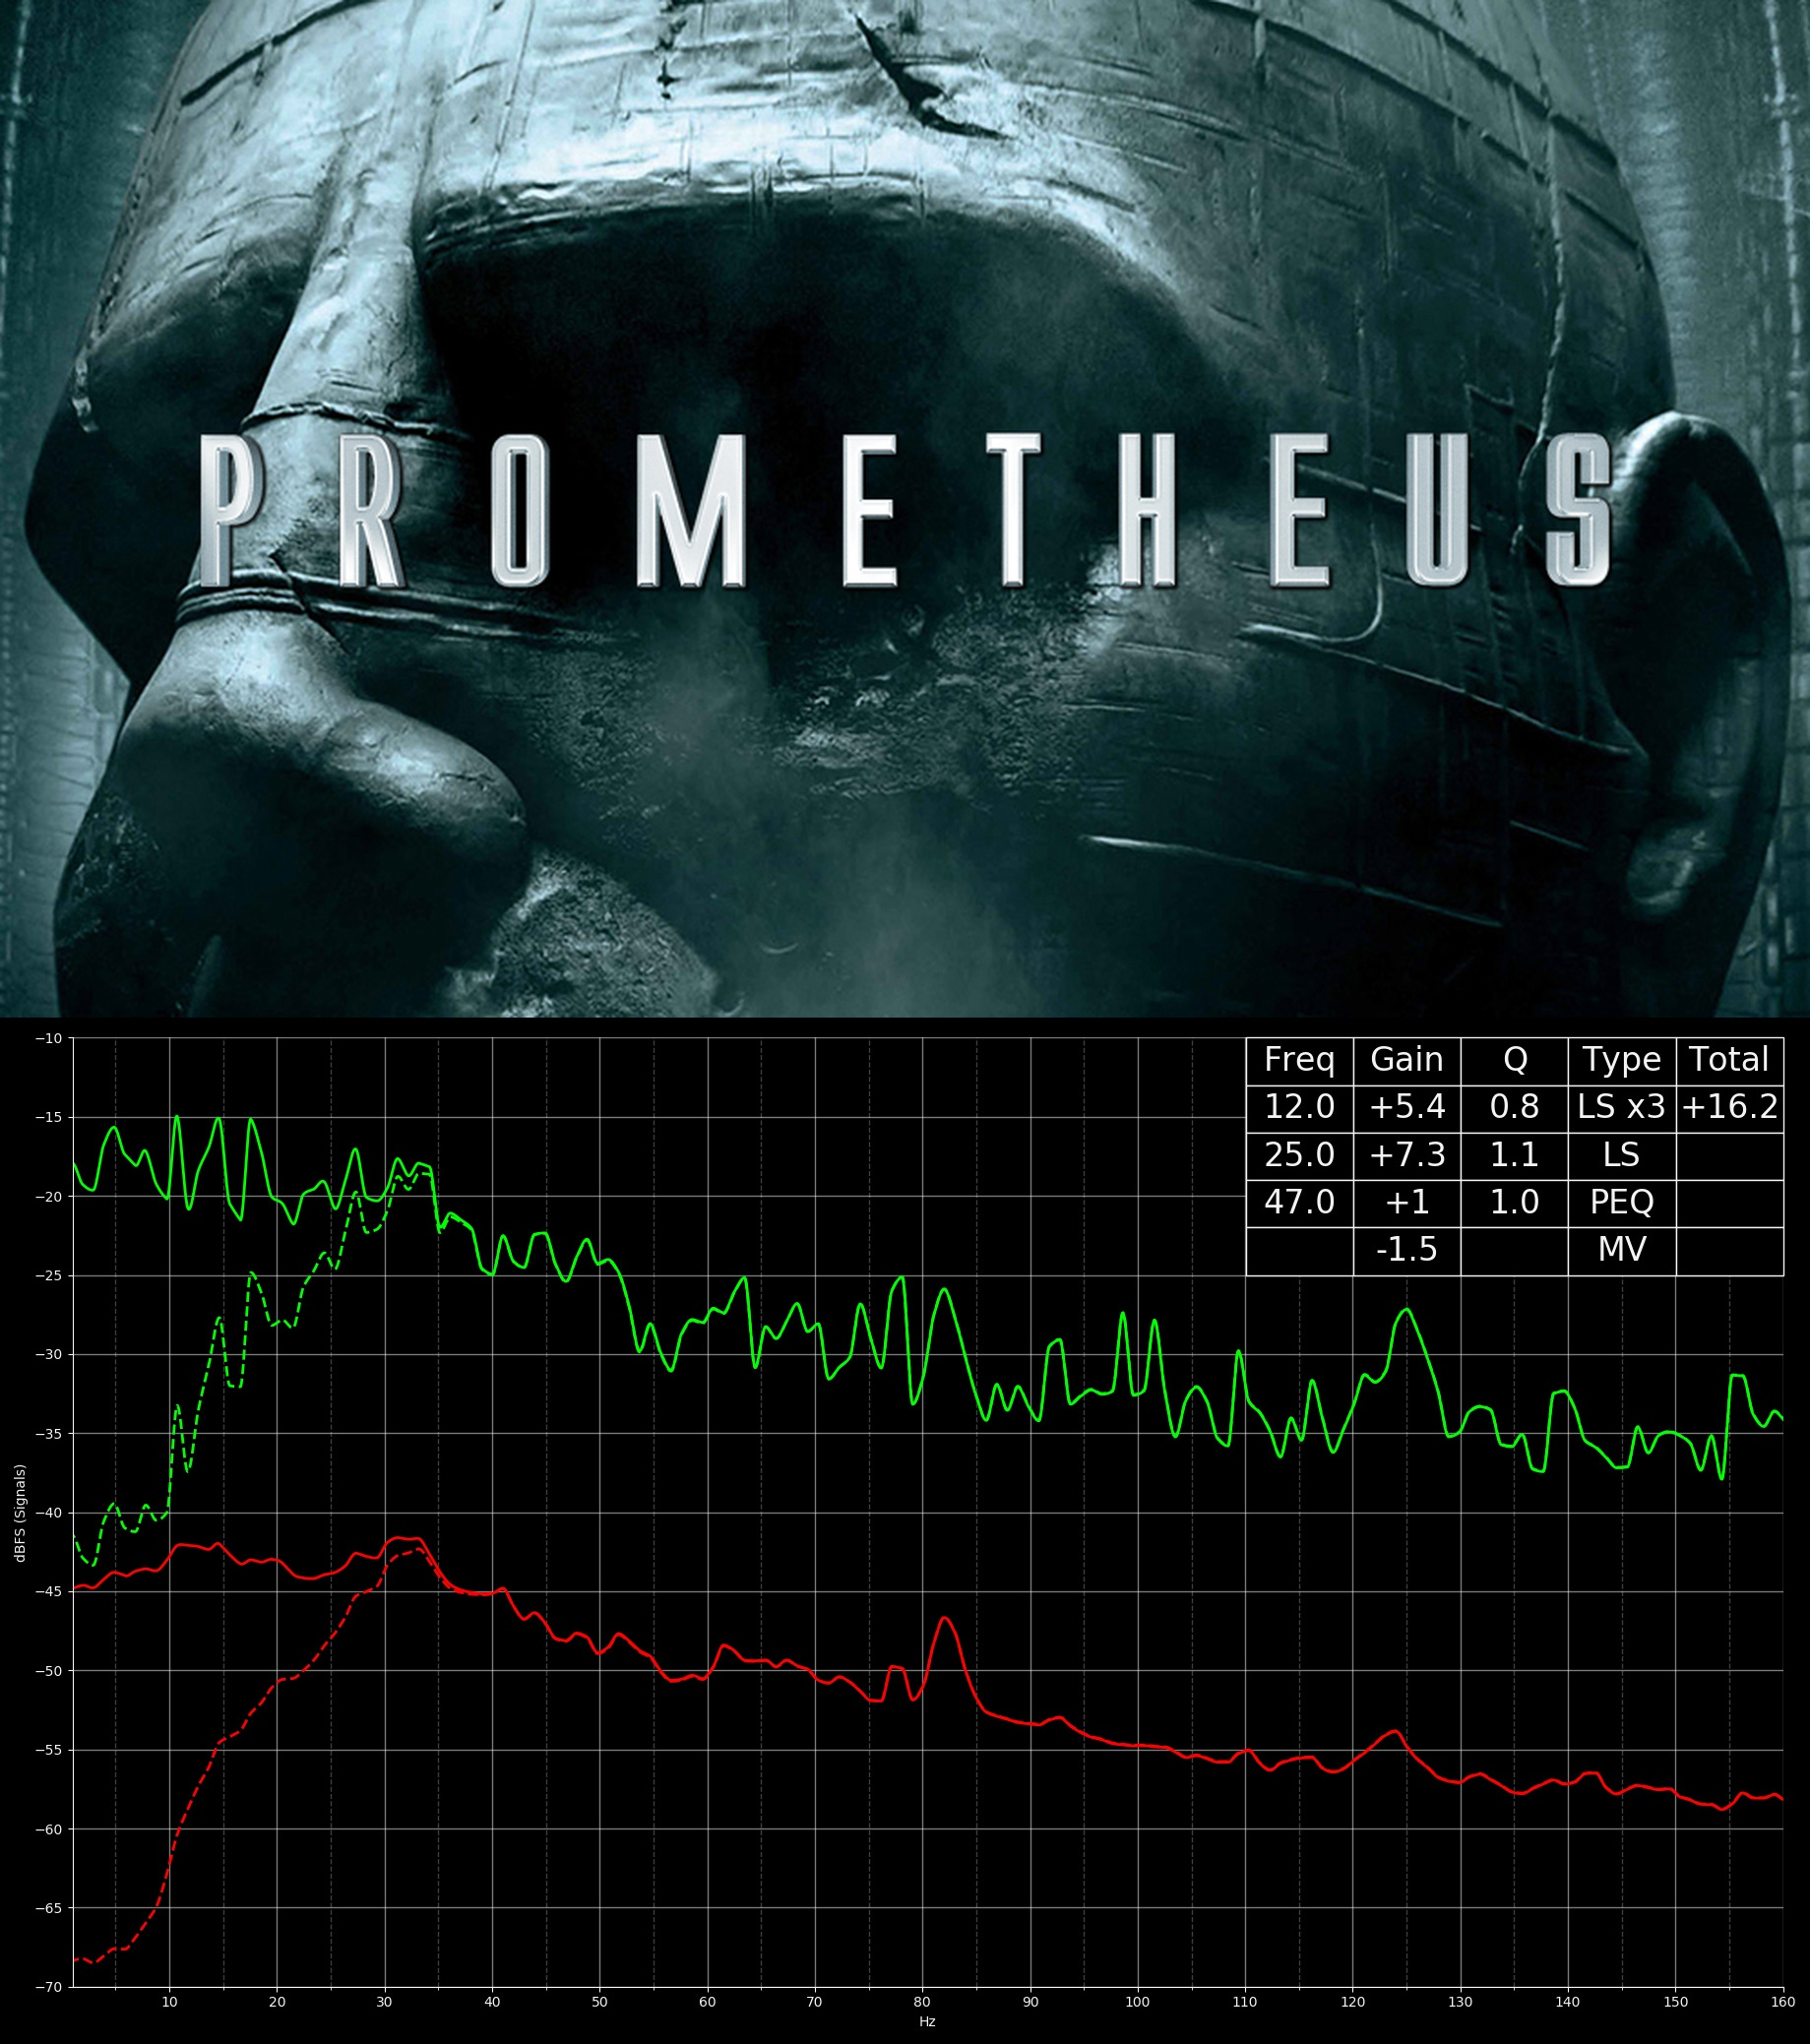 PROMETHEUS
Freq Gain Q Type Total
12.0 +5.4 0.8 LS x3 +16.2
25.0 +7.3 1.1 LS
47.0 +1 1.0 PEQ
-1.5 MV
−10
−15
−20
−25
−30
−35
−40
−45
−50
−55
−60
−65
−70
dBFS (Signals)
10 20 30 40 50 60 70 80 90 100 110 120 130 140 150 160
Hz